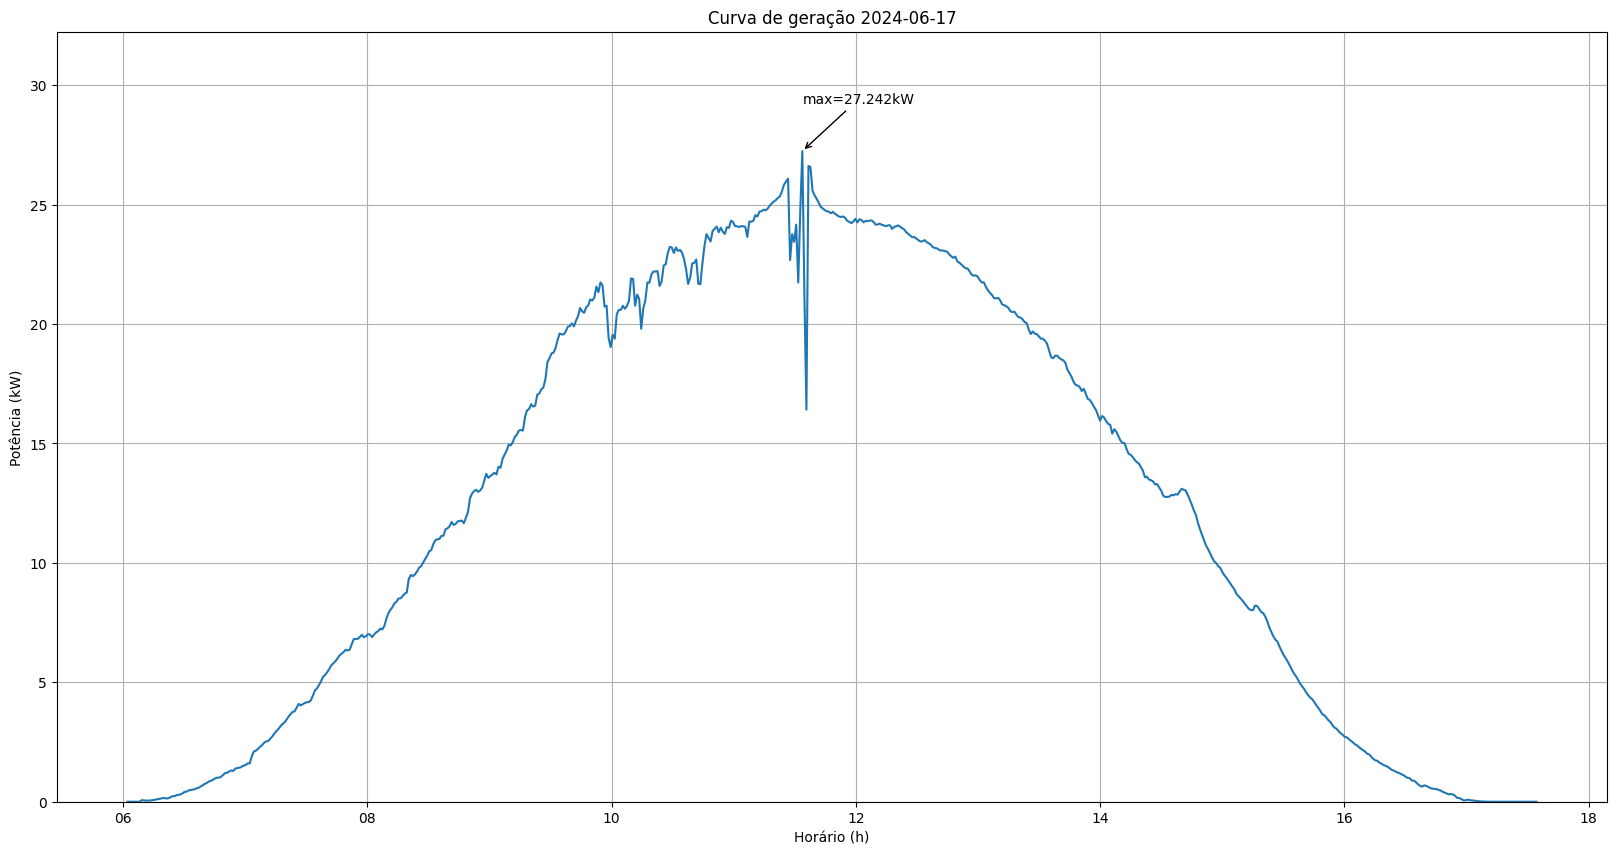 Curva de geração 2024-06-17
30
max=27.242kW
25
20
15
10
5
0
Potência (kW)
06 08 10 12 14 16 18
Horário (h)